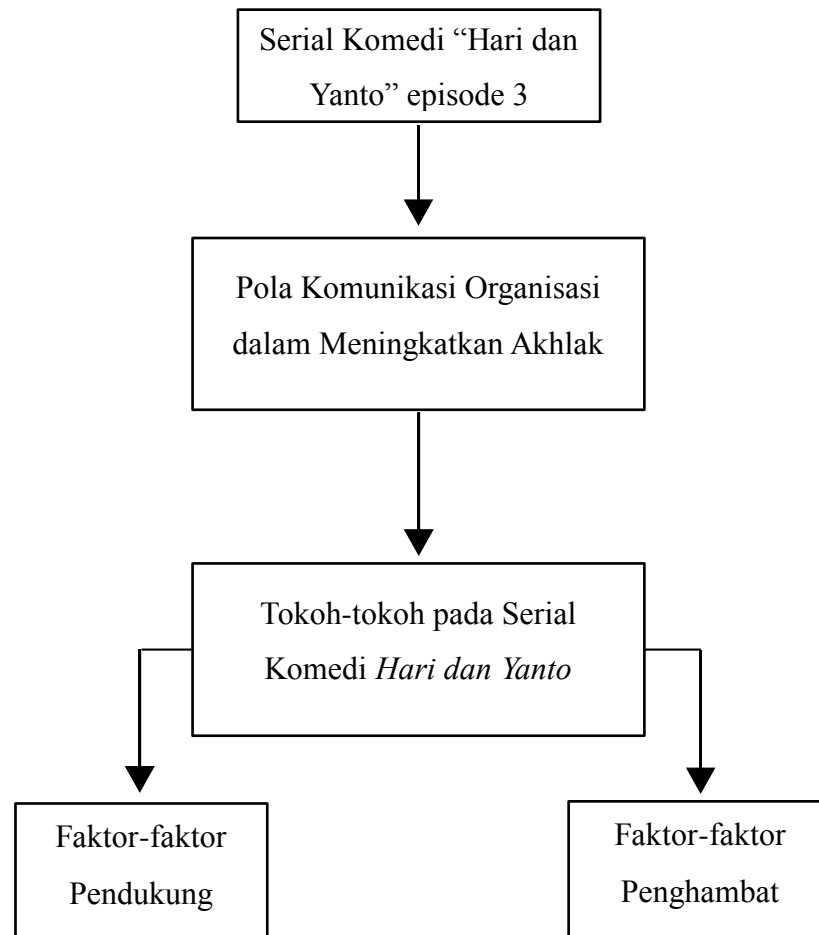 Serial Komedi “Hari dan
Yanto” episode 3
Pola Komunikasi Organisasi
dalam Meningkatkan Akhlak
Tokoh-tokoh pada Serial
Komedi Hari dan Yanto
Faktor-faktor
Pendukung
Faktor-faktor
Penghambat